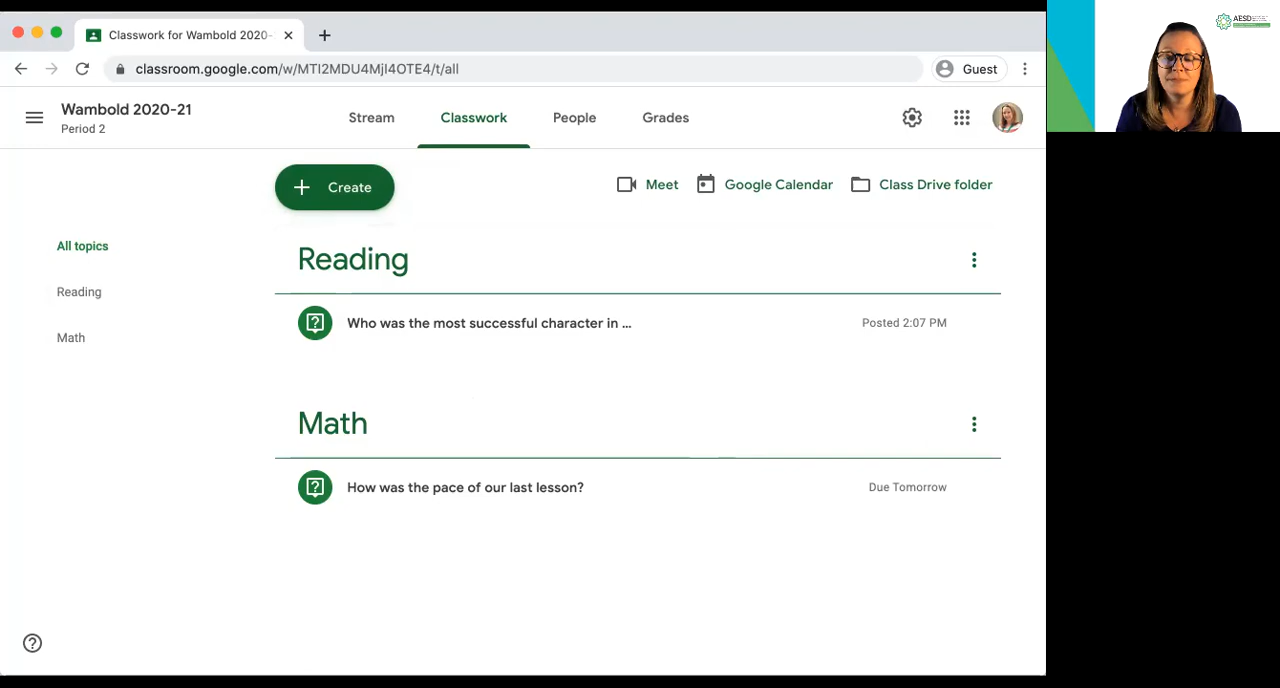 Classwork for Wambold 2020-
classroom.google.com/w/MTI2MDU4MjI4OTE4/t/all
Guest
Wambold 2020-21
Period 2
Stream
Classwork
People
Grades
Create
Meet
Google Calendar
Class Drive folder
All topics
Reading
Math
Reading
Who was the most successful character in ...
Posted 2:07 PM
Math
How was the pace of our last lesson?
Due Tomorrow
AESD